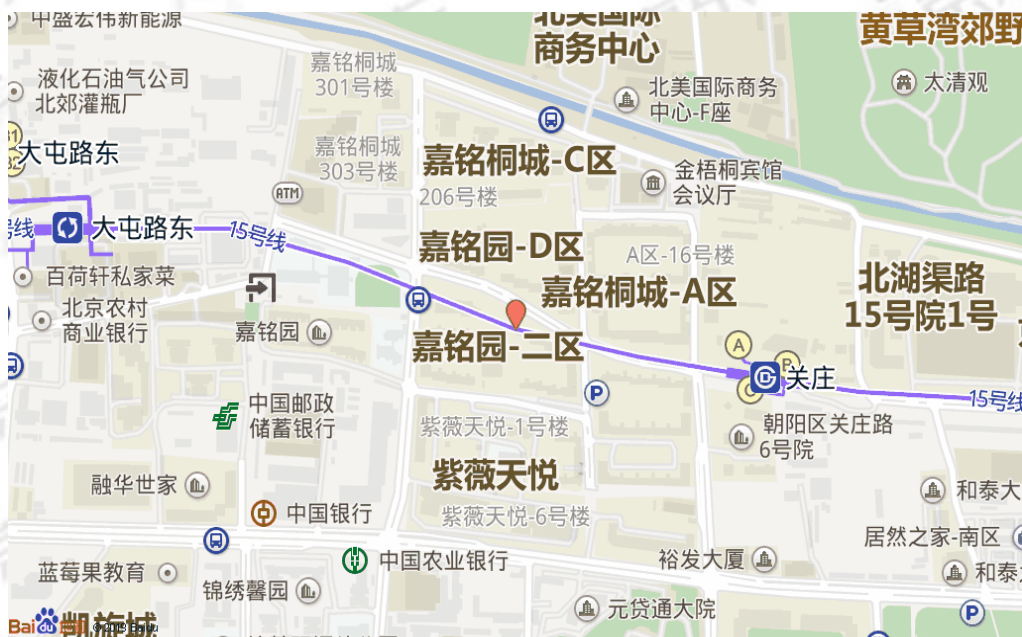 中盛宏伟新能源
北美国际
商务中心
黄草湾郊野
嘉铭桐城
301号楼
液化石油气公司
北郊灌瓶厂
北美国际商务
中心-F座
太清观
大屯路东
嘉铭桐城
303号楼
嘉铭桐城-C区
金梧桐宾馆
会议厅
206号楼
ATM
号线
大屯路东
15号线
嘉铭园-D区
A区-16号楼
百荷轩私家菜
嘉铭桐城-A区
北湖渠路
15号院1号
北京农村
商业银行
嘉铭园
嘉铭园-二区
A
B
C
关庄
15号线
P
中国邮政
储蓄银行
紫薇天悦-1号楼
朝阳区关庄路
6号院
融华世家
紫薇天悦
和泰大
中国银行
紫薇天悦-6号楼
居然之家-南区
中国农业银行
裕发大厦
蓝莓果教育
锦绣馨园
和泰大
元贷通大院
P
Bai